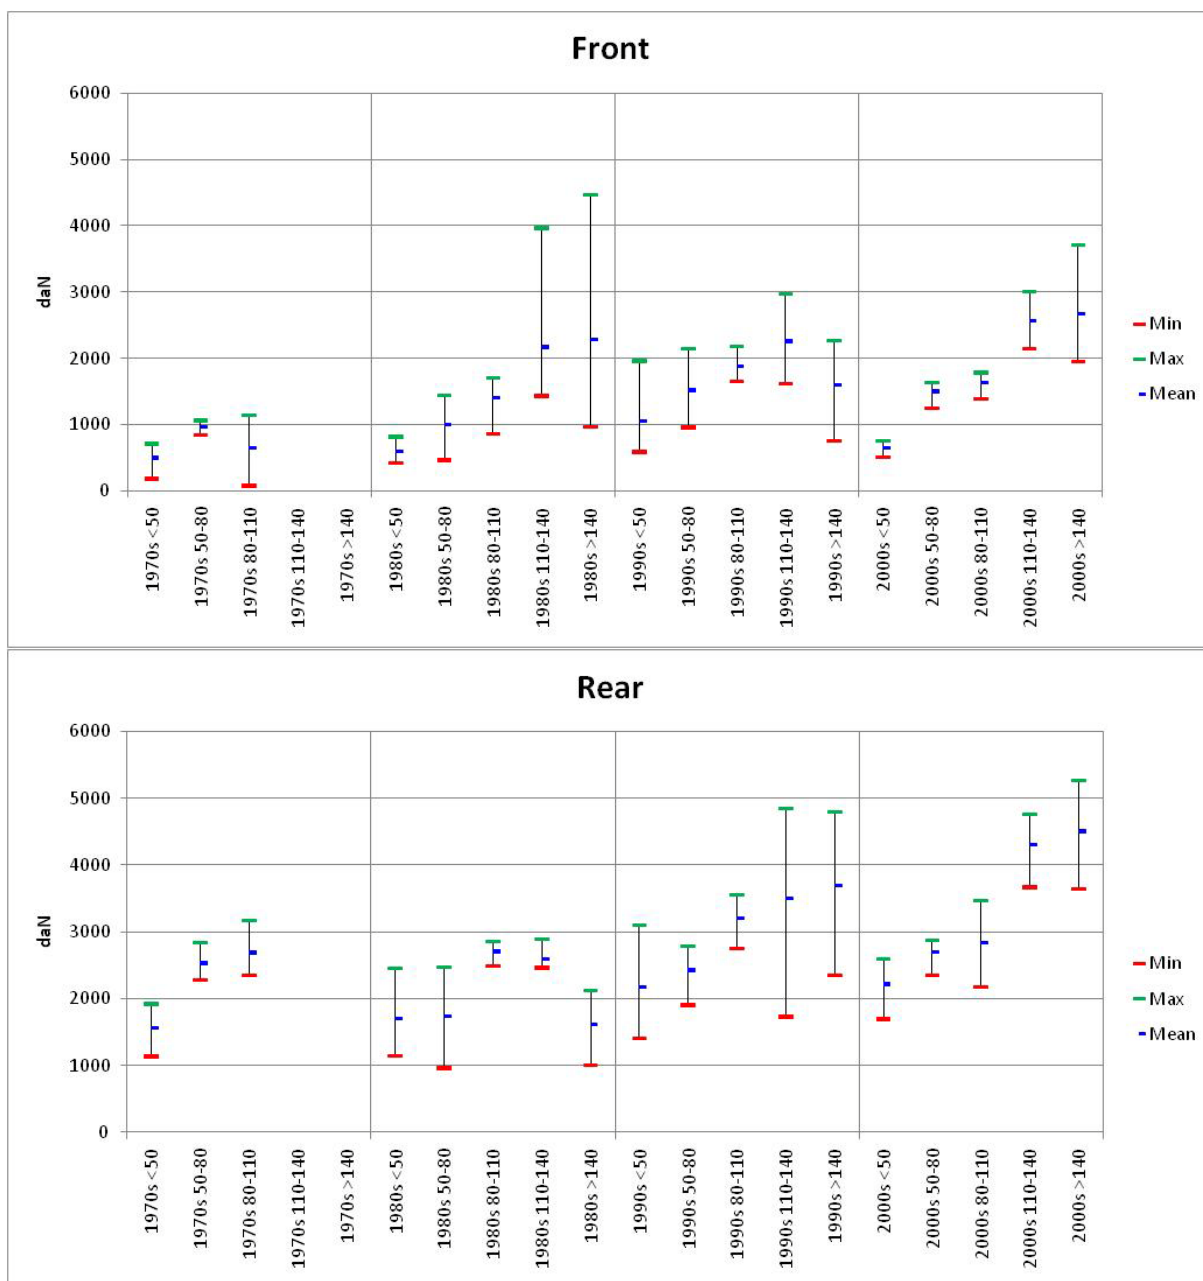 Front
6000
5000
4000
3000
2000
1000
0
daN
Min
Max
Mean
1970s <50
1970s 50-80
1970s 80-110
1970s 110-140
1970s >140
1980s <50
1980s 50-80
1980s 80-110
1980s 110-140
1980s >140
1990s <50
1990s 50-80
1990s 80-110
1990s 110-140
1990s >140
2000s <50
2000s 50-80
2000s 80-110
2000s 110-140
2000s >140
Rear
6000
5000
4000
3000
2000
1000
0
daN
Min
Max
Mean
1970s <50
1970s 50-80
1970s 80-110
1970s 110-140
1970s >140
1980s <50
1980s 50-80
1980s 80-110
1980s 110-140
1980s >140
1990s <50
1990s 50-80
1990s 80-110
1990s 110-140
1990s >140
2000s <50
2000s 50-80
2000s 80-110
2000s 110-140
2000s >140